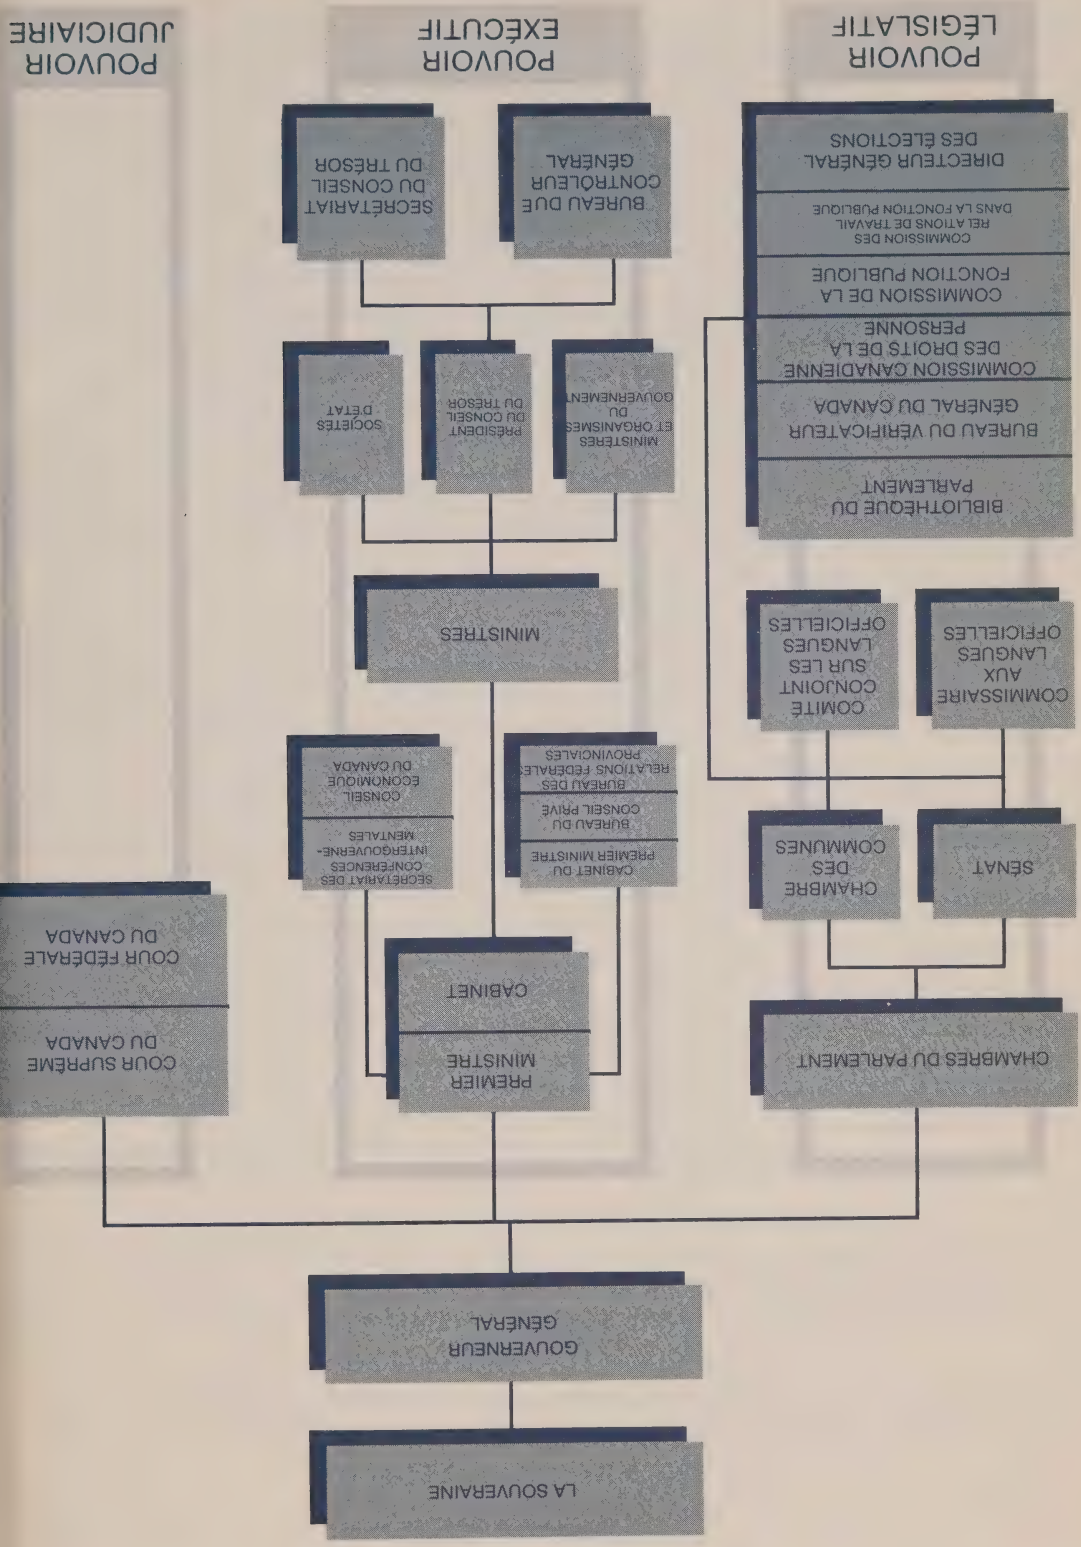 LA SOUVERAINE
GOUVERNEUR
GÉNÉRAL
CHAMBRES DU PARLEMENT
SÉNAT
CHAMBRE
DES
COMMUNES
COMMISSAIRE
AUX
LANGUES
OFFICIELLES
COMITÉ
CONJOINT
SUR LES
LANGUES
OFFICIELLES
BIBLIOTHÈQUE DU
PARLEMENT
BUREAU DU VÉRIFICATEUR
GÉNÉRAL DU CANADA
COMMISSION CANADIENNE
DES DROITS DE LA
PERSONNE
COMMISSION DE LA
FONCTION PUBLIQUE
COMMISSION DES
RELATIONS DE TRAVAIL
DANS LA FONCTION PUBLIQUE
DIRECTEUR GÉNÉRAL
DES ÉLECTIONS
POUVOIR
LÉGISLATIF
PREMIER
MINISTRE
CABINET
CABINET DU
PREMIER MINISTRE
BUREAU DU
CONSEIL PRIVÉ
BUREAU DES
RELATIONS FÉDÉRALES
PROVINCIALES
SECRÉTARIAT DES
CONFÉRENCES
INTERGOUVERNE-
MENTALES
CONSEIL
ÉCONOMIQUE
DU CANADA
MINISTRES
MINISTÈRES
ET ORGANISMES
DU
GOUVERNEMENT
PRÉSIDENT
DU CONSEIL
DU TRÉSOR
SOCIÉTÉS
D'ÉTAT
BUREAU DUE
CONTRÔLEUR
GÉNÉRAL
SECRÉTARIAT
DU CONSEIL
DU TRÉSOR
POUVOIR
EXÉCUTIF
COUR SUPRÊME
DU CANADA
COUR FÉDÉRALE
DU CANADA
POUVOIR
JUDICIAIRE